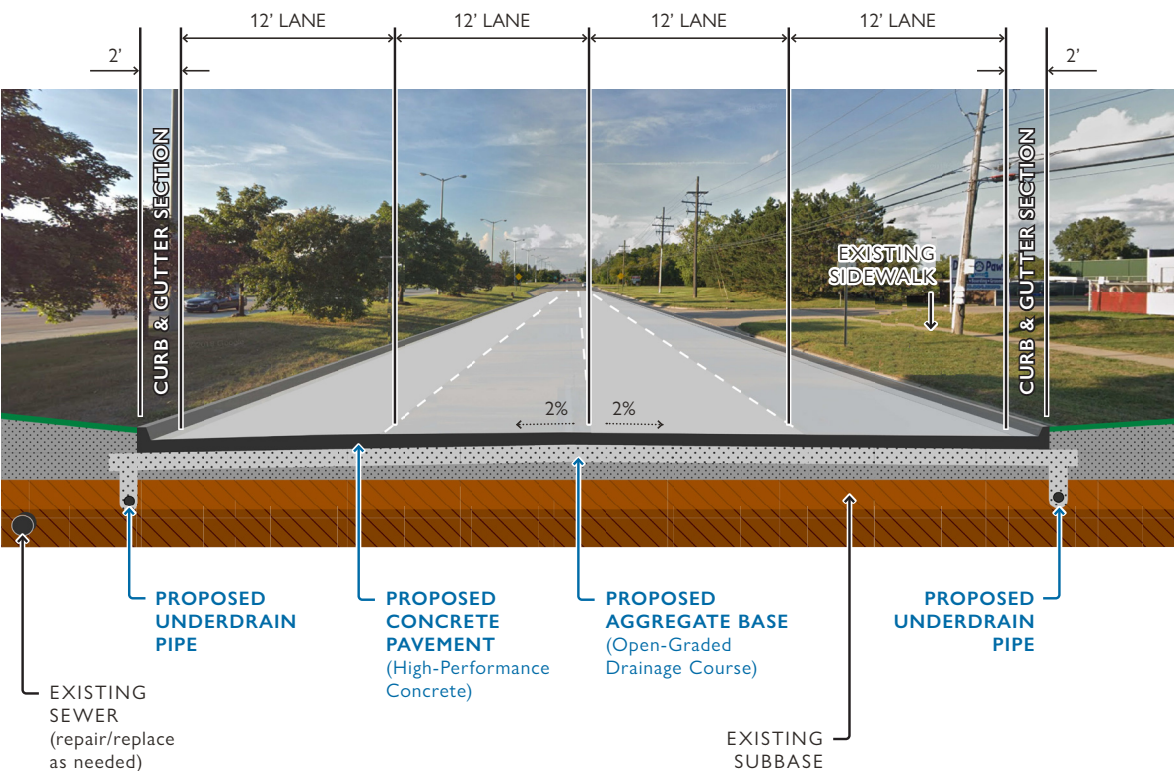 12’ LANE
12’ LANE
12’ LANE
12’ LANE
2’
2’
CURB & GUTTER SECTION
CURB & GUTTER SECTION
EXISTING
SIDEWALK
2%
2%
PROPOSED
UNDERDRAIN
PIPE
PROPOSED
CONCRETE
PAVEMENT
(High-Performance
Concrete)
PROPOSED
AGGREGATE BASE
(Open-Graded
Drainage Course)
PROPOSED
UNDERDRAIN
PIPE
EXISTING
SEWER
(repair/replace
as needed)
EXISTING
SUBBASE